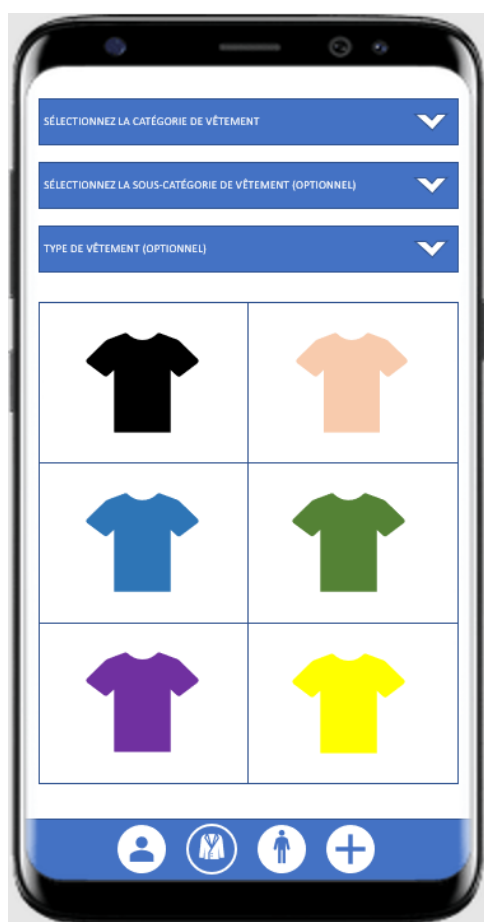 SÉLECTIONNEZ LA CATÉGORIE DE VÊTEMENT
SÉLECTIONNEZ LA SOUS-CATÉGORIE DE VÊTEMENT (OPTIONNEL)
TYPE DE VÊTEMENT (OPTIONNEL)